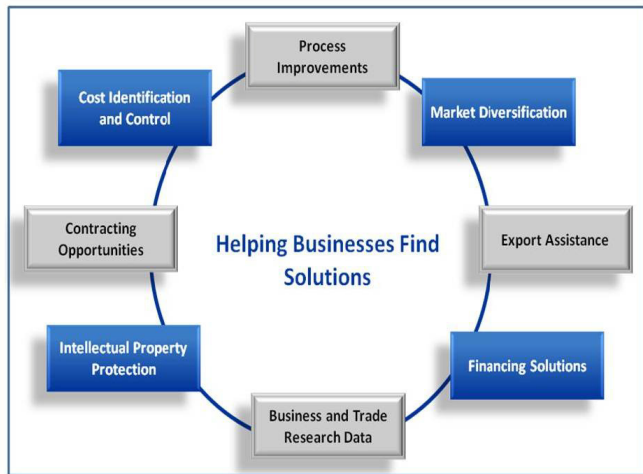 Process
Improvements
Cost Identification
and Control
Market Diversification
Contracting
Opportunities
Helping Businesses Find
Solutions
Export Assistance
Intellectual Property
Protection
Financing Solutions
Business and Trade
Research Data